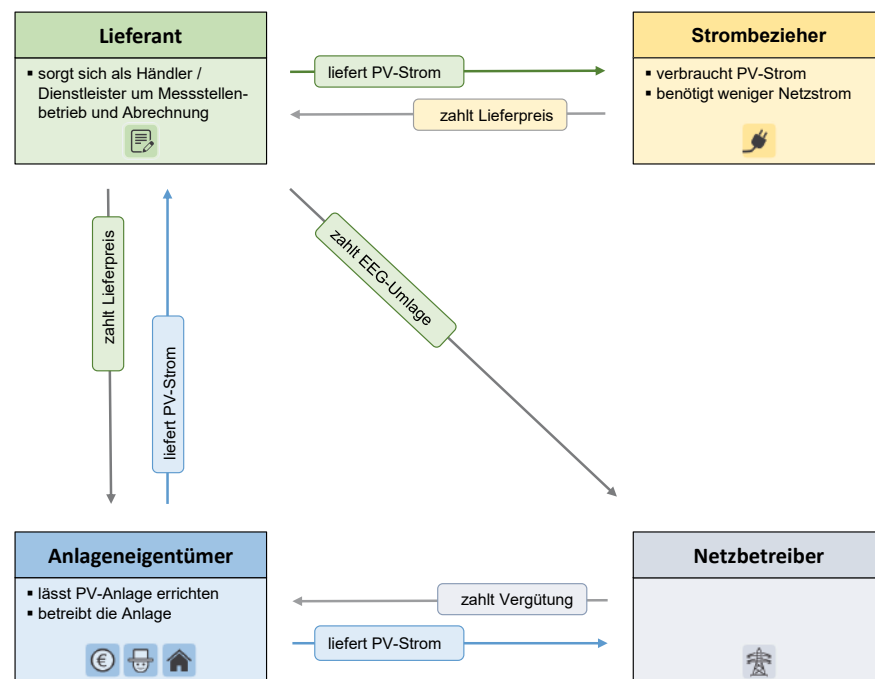 Lieferant
▪ sorgt sich als Händler /
Dienstleister um Messstellen-
betrieb und Abrechnung
liefert PV-Strom
zahlt Lieferpreis
Strombezieher
▪ verbraucht PV-Strom
▪ benötigt weniger Netzstrom
zahlt Lieferpreis
liefert PV-Strom
zahlt EEG-Umlage
Anlageneigentümer
▪ lässt PV-Anlage errichten
▪ betreibt die Anlage
zahlt Vergütung
liefert PV-Strom
Netzbetreiber